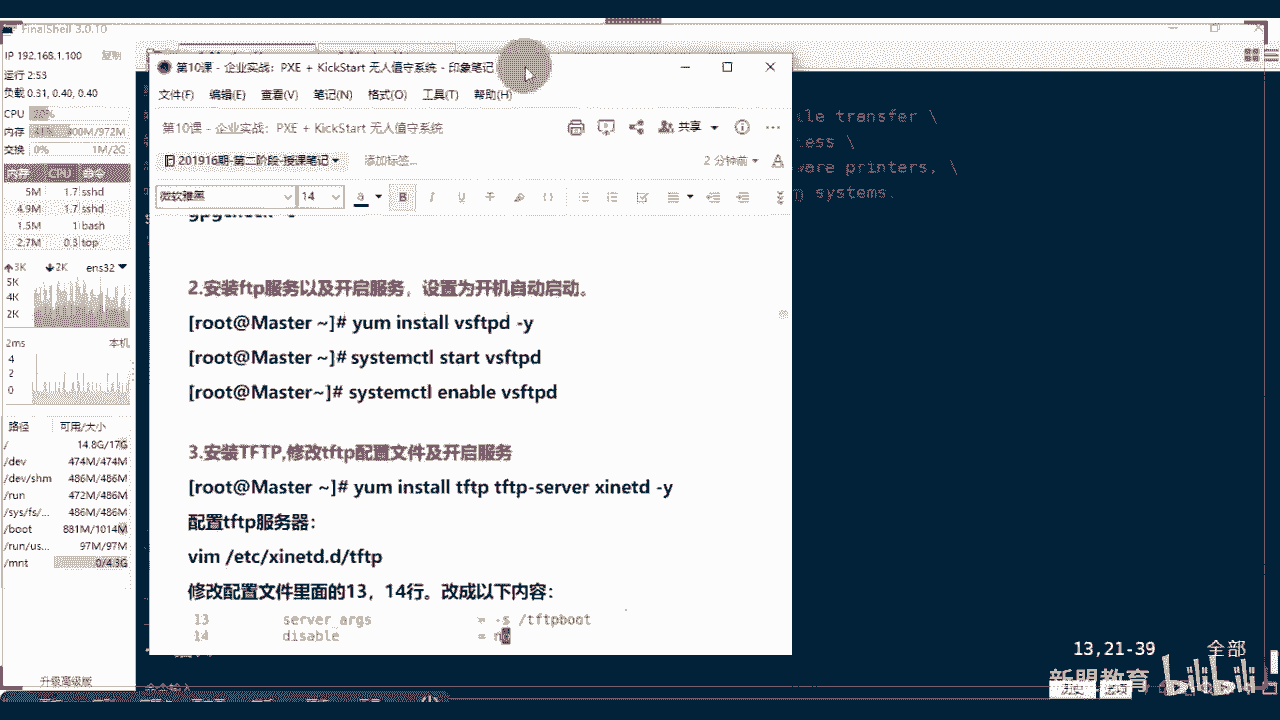 FinalShell 3.0.10
IP 192.168.1.100 复制
运行 2:53
负载 0.31, 0.40, 0.40
CPU
内存
交换 0% 1M/2G
CPU 命令
5M 1.7 sshd
4.9M 1.7 sshd
1.5M 1 bash
2.7M 0.3 top
3K 2K ens32
5K
4K
2K
2ms 本机
4
2
0
路径 可用/大小
/ 14.8G/17G
/dev 474M/474M
/dev/shm 486M/486M
/run 472M/486M
/sys/fs/... 486M/486M
/boot 881M/1014M
/run/us... 97M/97M
/mnt 0/4.3G
升级高级版
第10课 - 企业实战：PXE + KickStart 无人值守系统 - 印象笔记
文件(F) 编辑(E) 查看(V) 笔记(N) 格式(O) 工具(T) 帮助(H)
第10课 - 企业实战：PXE + KickStart 无人值守系统
共享
201916期-第二阶段-授课笔记 添加标签...
2 分钟前
微软雅黑 14
2.安装ftp服务以及开启服务，设置为开机自动启动。
[root@Master ~]# yum install vsftpd -y
[root@Master ~]# systemctl start vsftpd
[root@Master~]# systemctl enable vsftpd
3.安装TFTP,修改tftp配置文件及开启服务
[root@Master ~]# yum install tftp tftp-server xinetd -y
配置tftp服务器：
vim /etc/xinetd.d/tftp
修改配置文件里面的13，14行。改成以下内容：
13 server_args = -s /tftpboot
14 disable = no
ile transfer \
ess \
ware printers, \
systems.
13,21-39 全部
新盟教育 bilibili